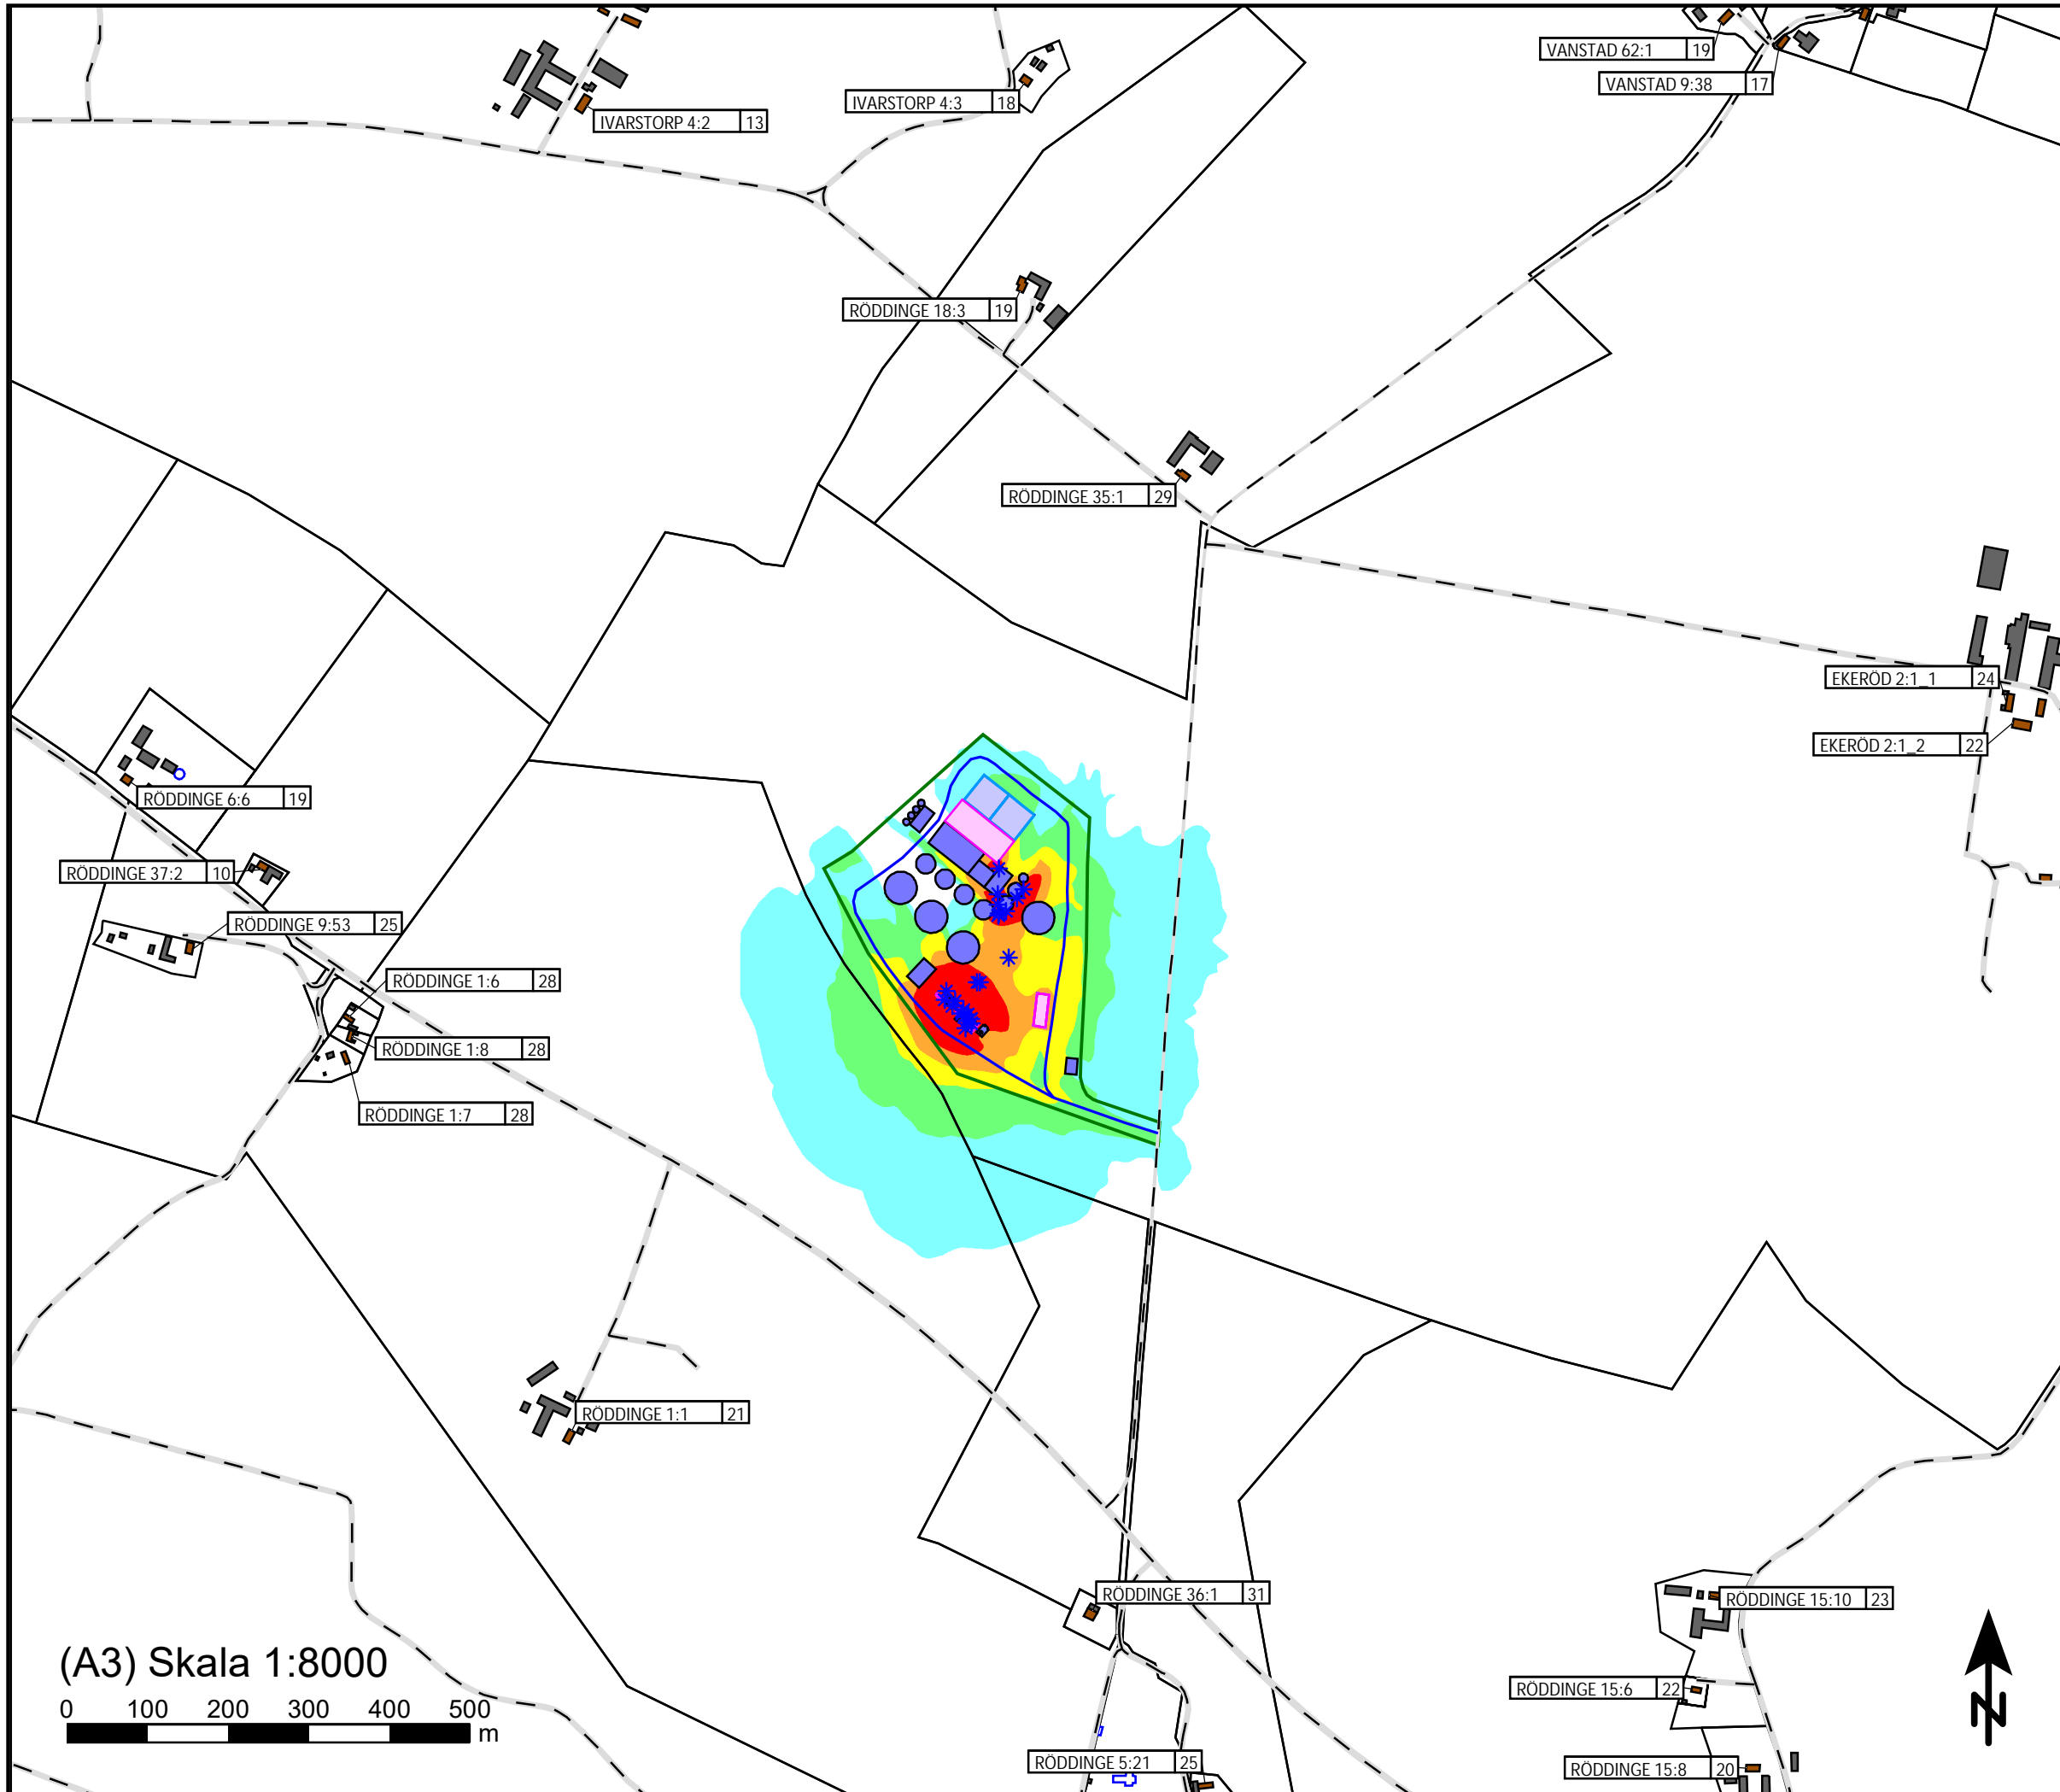 VANSTAD 62:1 19
VANSTAD 9:38 17
IVARSTORP 4:3 18
IVARSTORP 4:2 13
RÖDDINGE 18:3 19
RÖDDINGE 35:1 29
EKERÖD 2:1_1 24
EKERÖD 2:1_2 22
RÖDDINGE 6:6 19
RÖDDINGE 37:2 10
RÖDDINGE 9:53 25
RÖDDINGE 1:6 28
RÖDDINGE 1:8 28
RÖDDINGE 1:7 28
RÖDDINGE 1:1 21
RÖDDINGE 36:1 31
RÖDDINGE 15:10 23
RÖDDINGE 15:6 22
RÖDDINGE 5:21 25
RÖDDINGE 15:8 20
(A3) Skala 1:8000
0 100 200 300 400 500
m
N